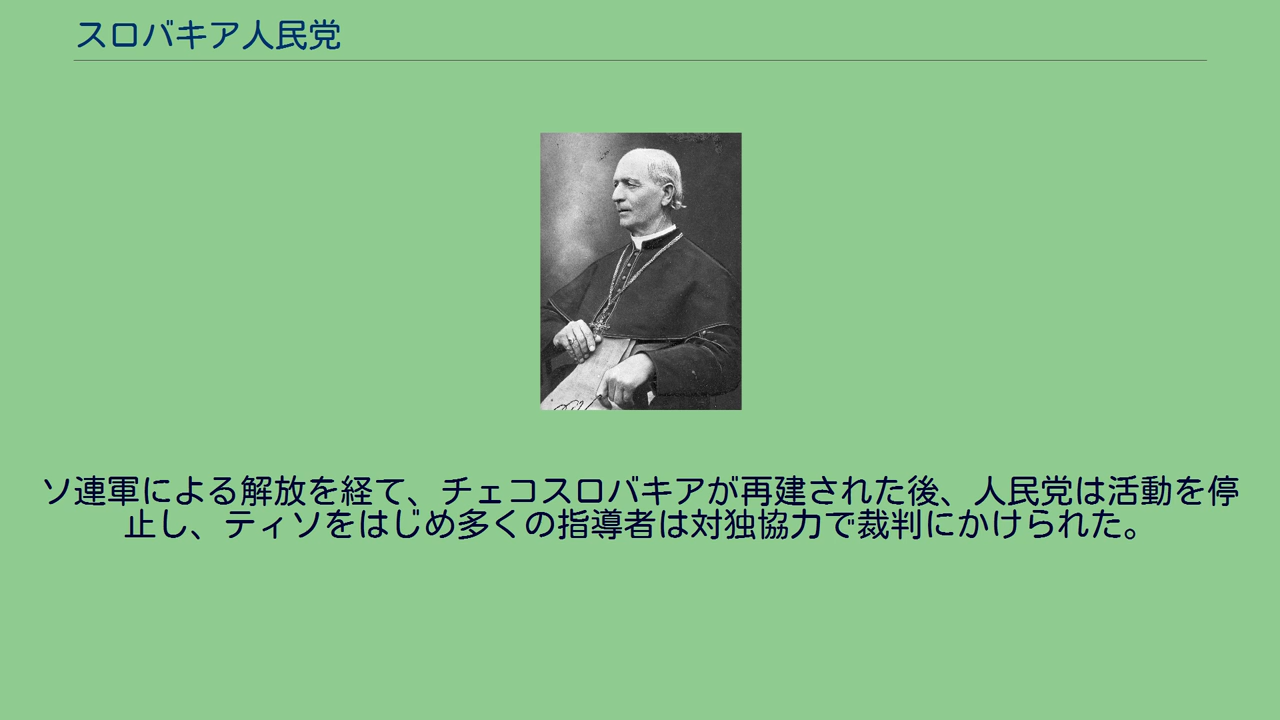 スロバキア人民党
ソ連軍による解放を経て、チェコスロバキアが再建された後、人民党は活動を停
止し、ティソをはじめ多くの指導者は対独協力で裁判にかけられた。